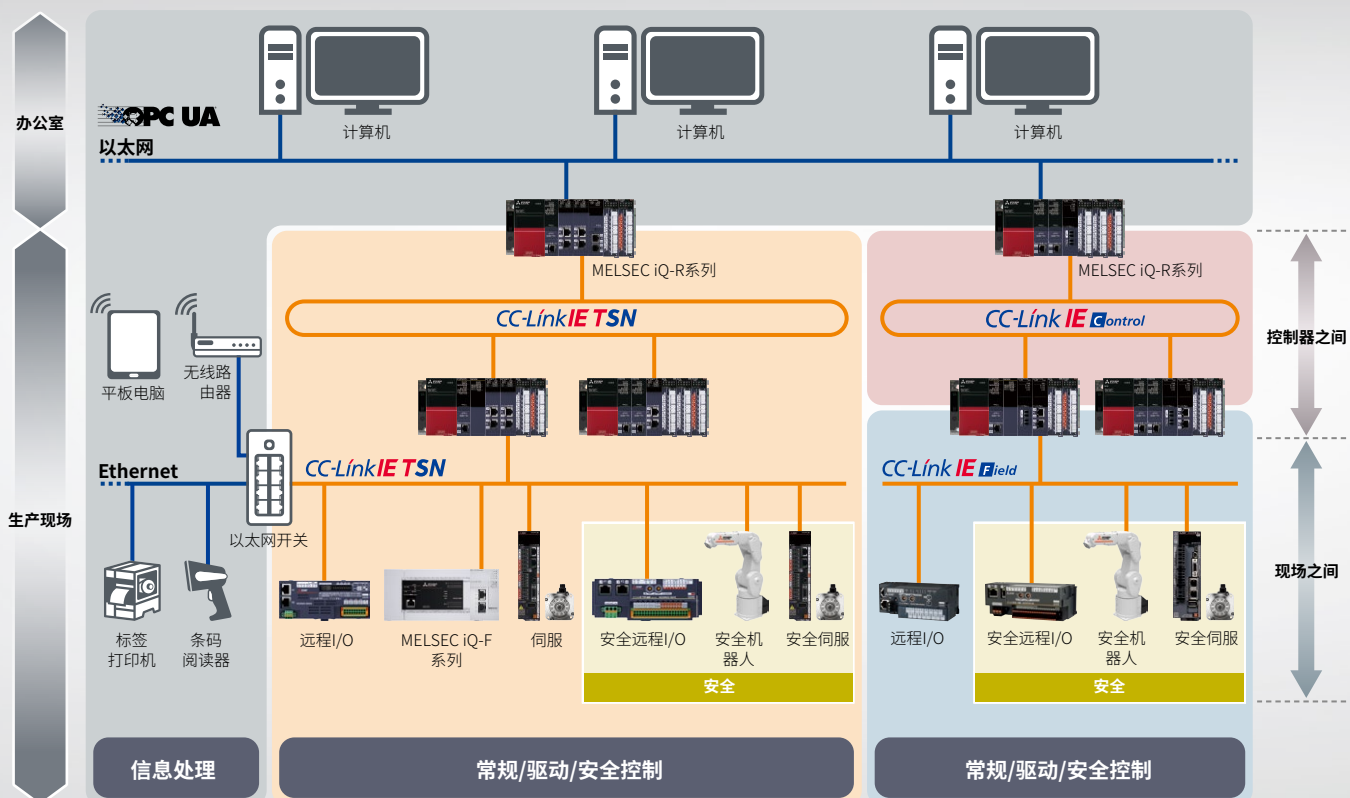 办公室
OPC UA
以太网
计算机
计算机
计算机
MELSEC iQ-R系列
MELSEC iQ-R系列
CC-Link IE TSN
CC-Link IE Control
控制器之间
平板电脑
无线路
由器
Ethernet
CC-Link IE TSN
CC-Link IE Field
生产现场
以太网开关
现场之间
标签
打印机
条码
阅读器
远程I/O
MELSEC iQ-F
系列
伺服
安全远程I/O
安全机
器人
安全伺服
安全
远程I/O
安全远程I/O
安全机
器人
安全伺服
安全
信息处理
常规/驱动/安全控制
常规/驱动/安全控制